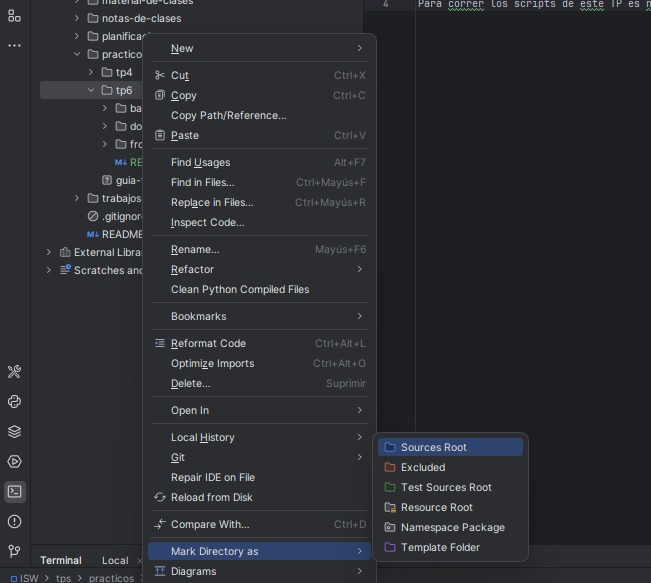 material-de-clases
4 Para correr los scripts de este TP es n
notas-de-clases
planifica
practico
tp4
tp6
ba
do
fro
RE
guia-
trabajos
.gitignor
README
External Libra
Scratches and
New
Cut Ctrl+X
Copy Ctrl+C
Copy Path/Reference...
Paste Ctrl+V
Find Usages Alt+F7
Find in Files... Ctrl+Mayús+F
Replace in Files... Ctrl+Mayús+R
Inspect Code...
Rename... Mayús+F6
Refactor
Clean Python Compiled Files
Bookmarks
Reformat Code Ctrl+Alt+L
Optimize Imports Ctrl+Alt+O
Delete... Suprimir
Open In
Local History
Git
Repair IDE on File
Reload from Disk
Compare With... Ctrl+D
Mark Directory as
Diagrams
Sources Root
Excluded
Test Sources Root
Resource Root
Namespace Package
Template Folder
Terminal Local
ISW > tps > practicos